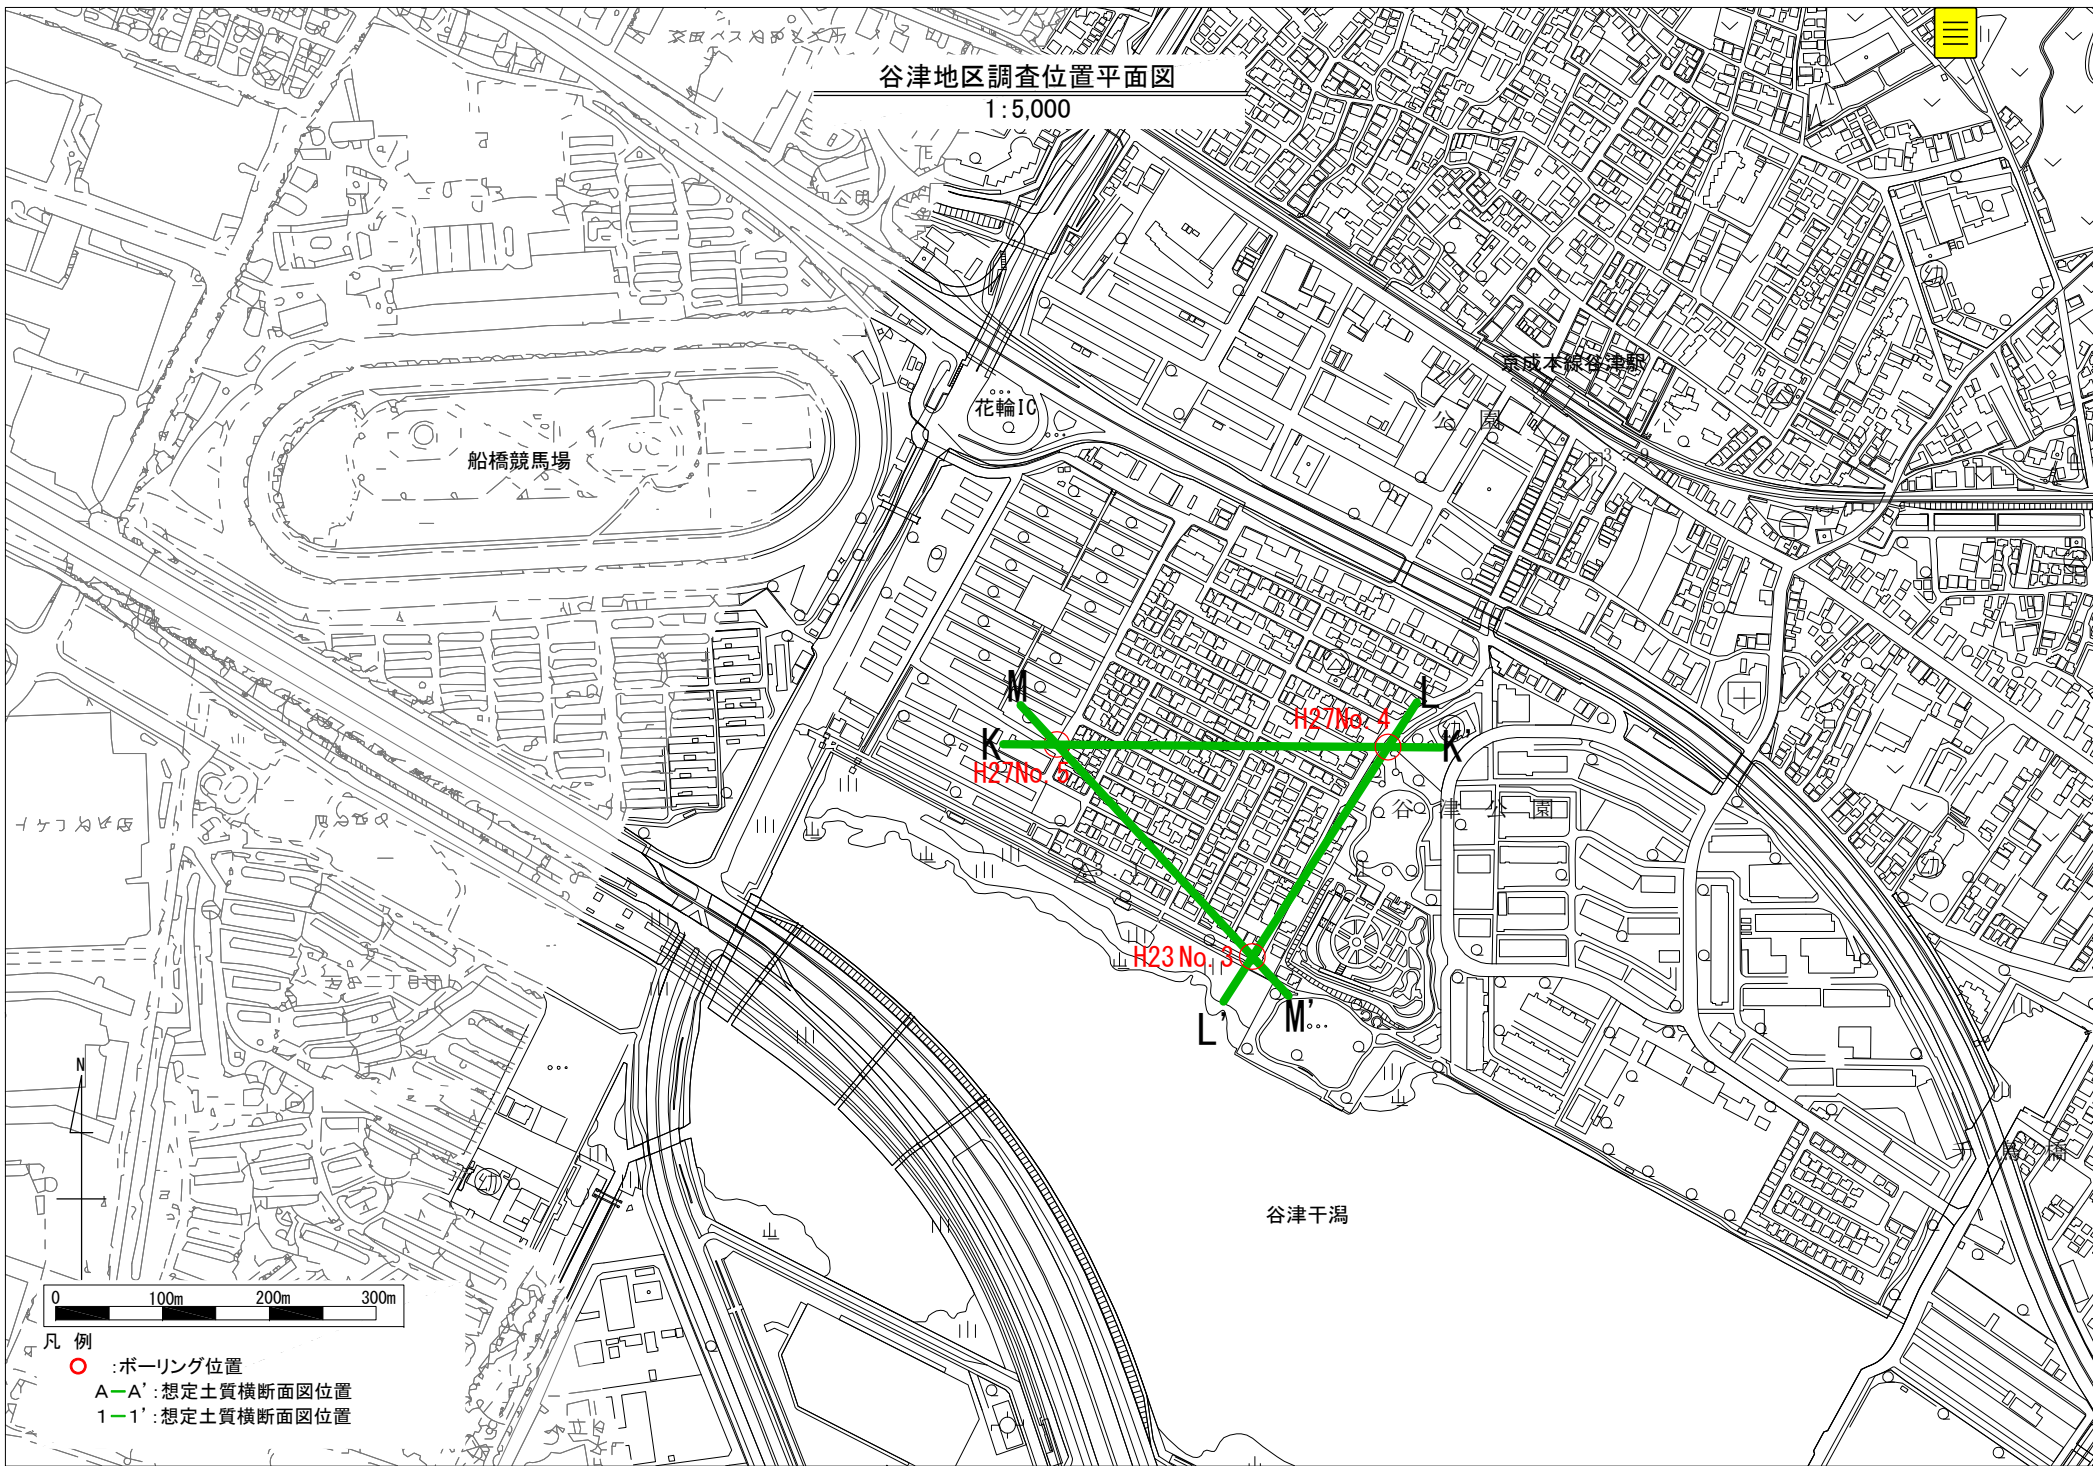 谷津地区調査位置平面図
1:5,000
京成本線谷津駅
公園
花輪IC
船橋競馬場
M
L
H27No. 4
K
K'
H27No. 5
谷津公園
H23 No. 3
L'
M'
N
谷津干潟
0 100m 200m 300m
凡 例
:ボーリング位置
A-A':想定土質横断面図位置
1-1':想定土質横断面図位置